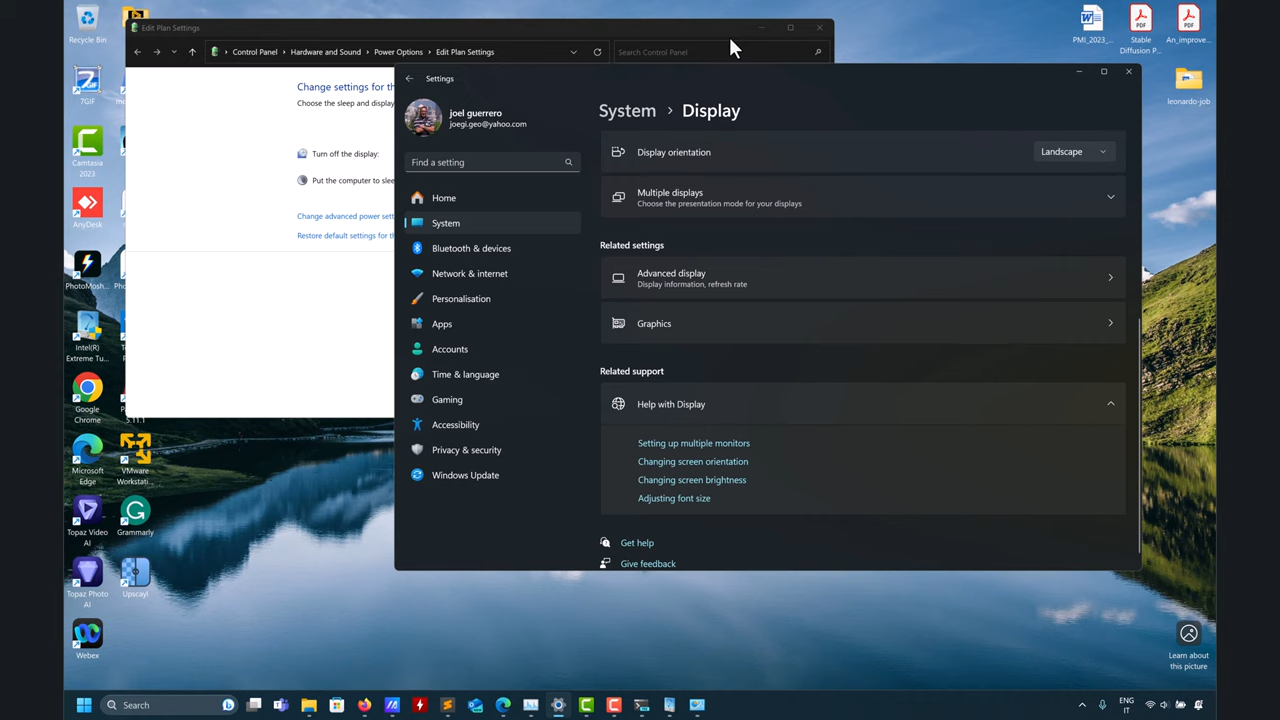 Recycle Bin
7GIF
Camtasia
2023
AnyDesk
PhotoMosh...
Intel(R)
Extreme Tu...
Google
Chrome
5.11.1
Microsoft
Edge
VMware
Workstati...
Topaz Video
AI
Grammarly
Topaz Photo
AI
Upscayl
Webex
Edit Plan Settings
Control Panel
Hardware and Sound
Power Options
Edit Plan Settings
Search Control Panel
Change settings for th
Choose the sleep and display
Turn off the display:
Put the computer to slee
Change advanced power sett
Restore default settings for th
Settings
joel guerrero
joegi.geo@yahoo.com
Find a setting
Home
System
Bluetooth & devices
Network & internet
Personalisation
Apps
Accounts
Time & language
Gaming
Accessibility
Privacy & security
Windows Update
System > Display
Display orientation
Landscape
Multiple displays
Choose the presentation mode for your displays
Related settings
Advanced display
Display information, refresh rate
Graphics
Related support
Help with Display
Setting up multiple monitors
Changing screen orientation
Changing screen brightness
Adjusting font size
Get help
Give feedback
PMI_2023_...
PDF
Stable
Diffusion P...
PDF
An_improve...
leonardo-job
Learn about
this picture
Search
ENG
IT